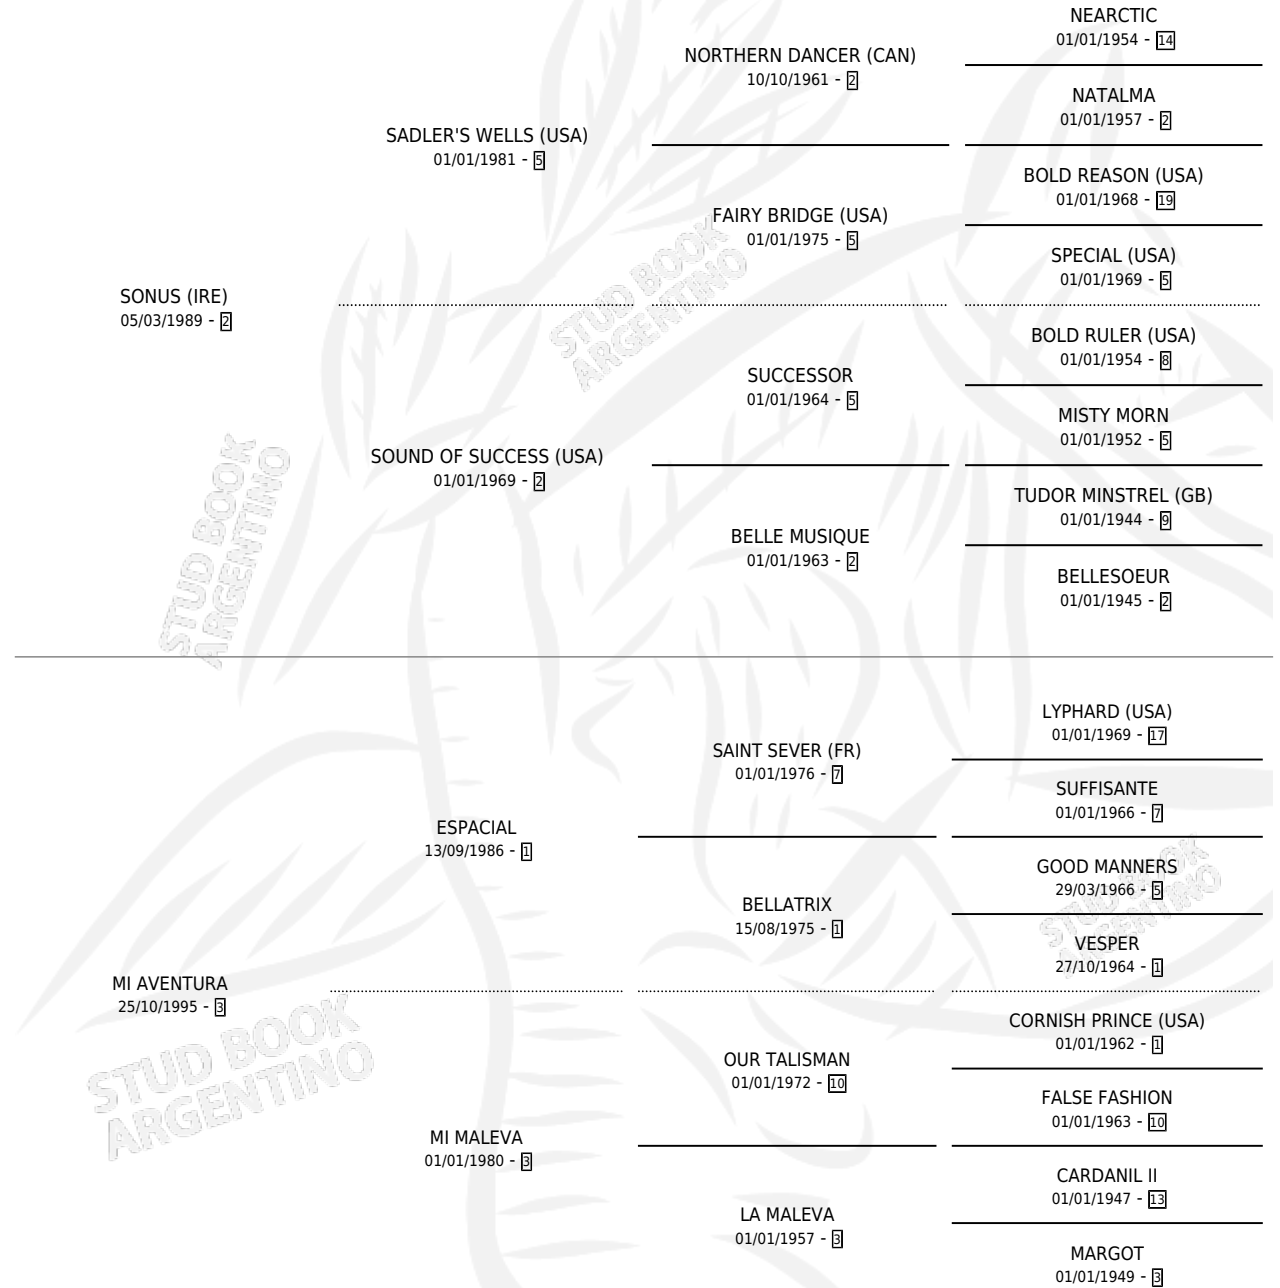 NEARCTIC
01/01/1954 - 14
NORTHERN DANCER (CAN)
10/10/1961 - 2
NATALMA
01/01/1957 - 2
SADLER'S WELLS (USA)
01/01/1981 - 5
BOLD REASON (USA)
01/01/1968 - 19
FAIRY BRIDGE (USA)
01/01/1975 - 5
SPECIAL (USA)
01/01/1969 - 5
SONUS (IRE)
05/03/1989 - 2
STUD BOOK
ARGENTINO
BOLD RULER (USA)
01/01/1954 - 8
SUCCESSOR
01/01/1964 - 5
MISTY MORN
01/01/1952 - 5
SOUND OF SUCCESS (USA)
01/01/1969 - 2
STUD BOOK
ARGENTINO
TUDOR MINSTREL (GB)
01/01/1944 - 9
BELLE MUSIQUE
01/01/1963 - 2
BELLESOEUR
01/01/1945 - 2
LYPHARD (USA)
01/01/1969 - 17
SAINT SEVER (FR)
01/01/1976 - 7
SUFFISANTE
01/01/1966 - 7
ESPACIAL
13/09/1986 - 1
GOOD MANNERS
29/03/1966 - 5
STUD BOOK
ARGENTINO
BELLATRIX
15/08/1975 - 1
VESPER
27/10/1964 - 1
MI AVENTURA
25/10/1995 - 3
STUD BOOK
ARGENTINO
CORNISH PRINCE (USA)
01/01/1962 - 1
OUR TALISMAN
01/01/1972 - 10
FALSE FASHION
01/01/1963 - 10
MI MALEVA
01/01/1980 - 3
CARDANIL II
01/01/1947 - 13
LA MALEVA
01/01/1957 - 3
MARGOT
01/01/1949 - 3